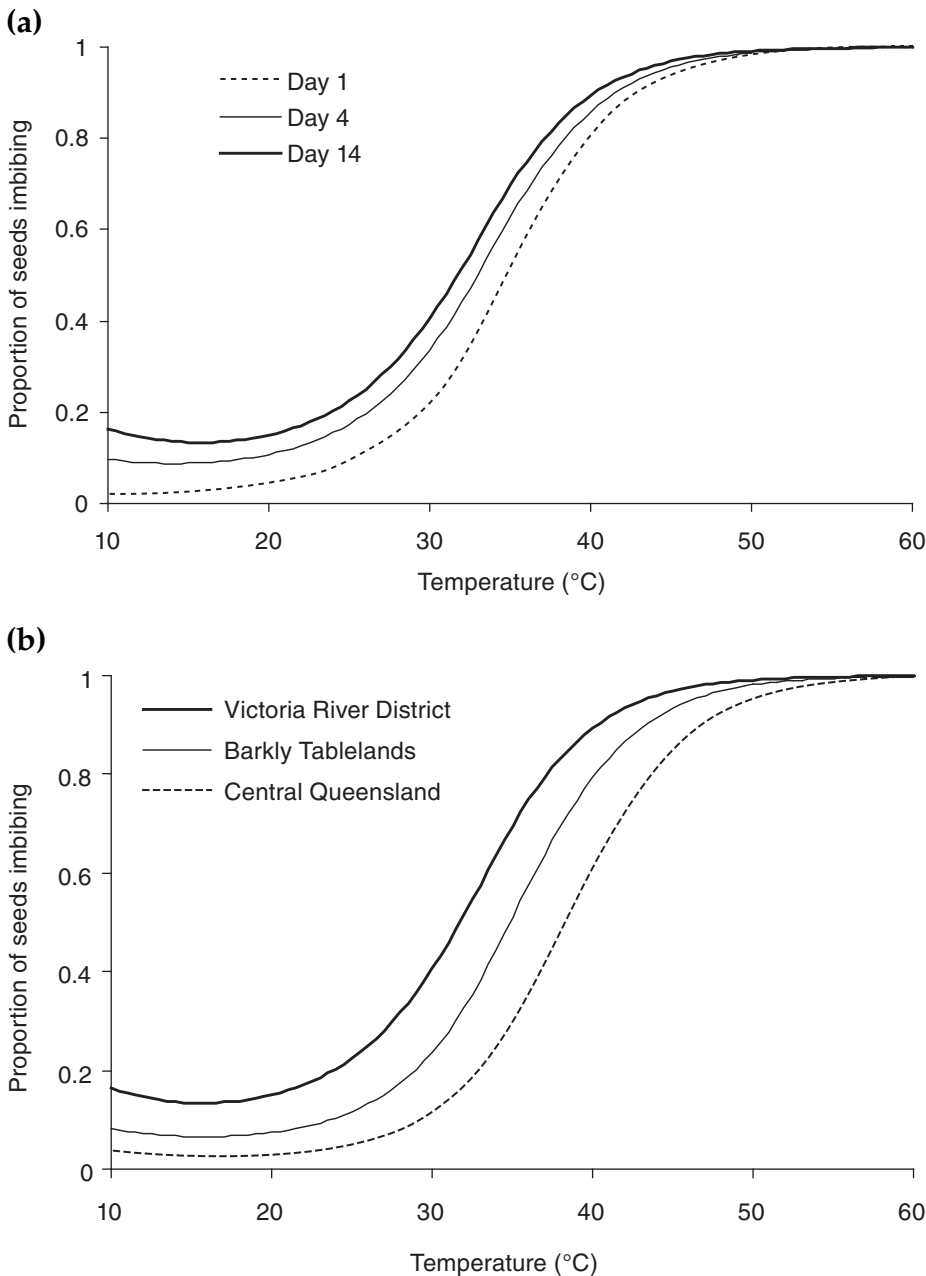 (a)
1
0.8
0.6
0.4
0.2
0
Proportion of seeds imbibing
Day 1
Day 4
Day 14
10 20 30 40 50 60
Temperature (°C)
(b)
1
0.8
0.6
0.4
0.2
0
Proportion of seeds imbibing
Victoria River District
Barkly Tablelands
Central Queensland
10 20 30 40 50 60
Temperature (°C)